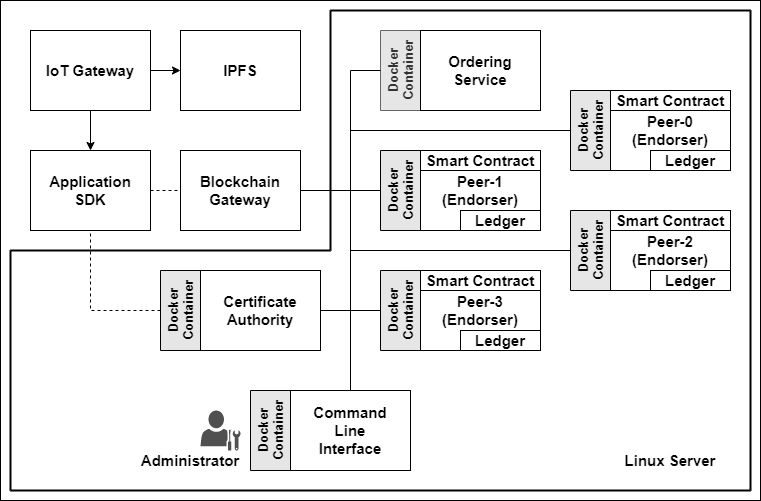 IoT Gateway
IPFS
Docker
Container
Ordering
Service
Docker
Container
Smart Contract
Peer-0
(Endorser)
Ledger
Application
SDK
Blockchain
Gateway
Docker
Container
Smart Contract
Peer-1
(Endorser)
Ledger
Docker
Container
Smart Contract
Peer-2
(Endorser)
Ledger
Docker
Container
Certificate
Authority
Docker
Container
Smart Contract
Peer-3
(Endorser)
Ledger
Administrator
Docker
Container
Command
Line
Interface
Linux Server